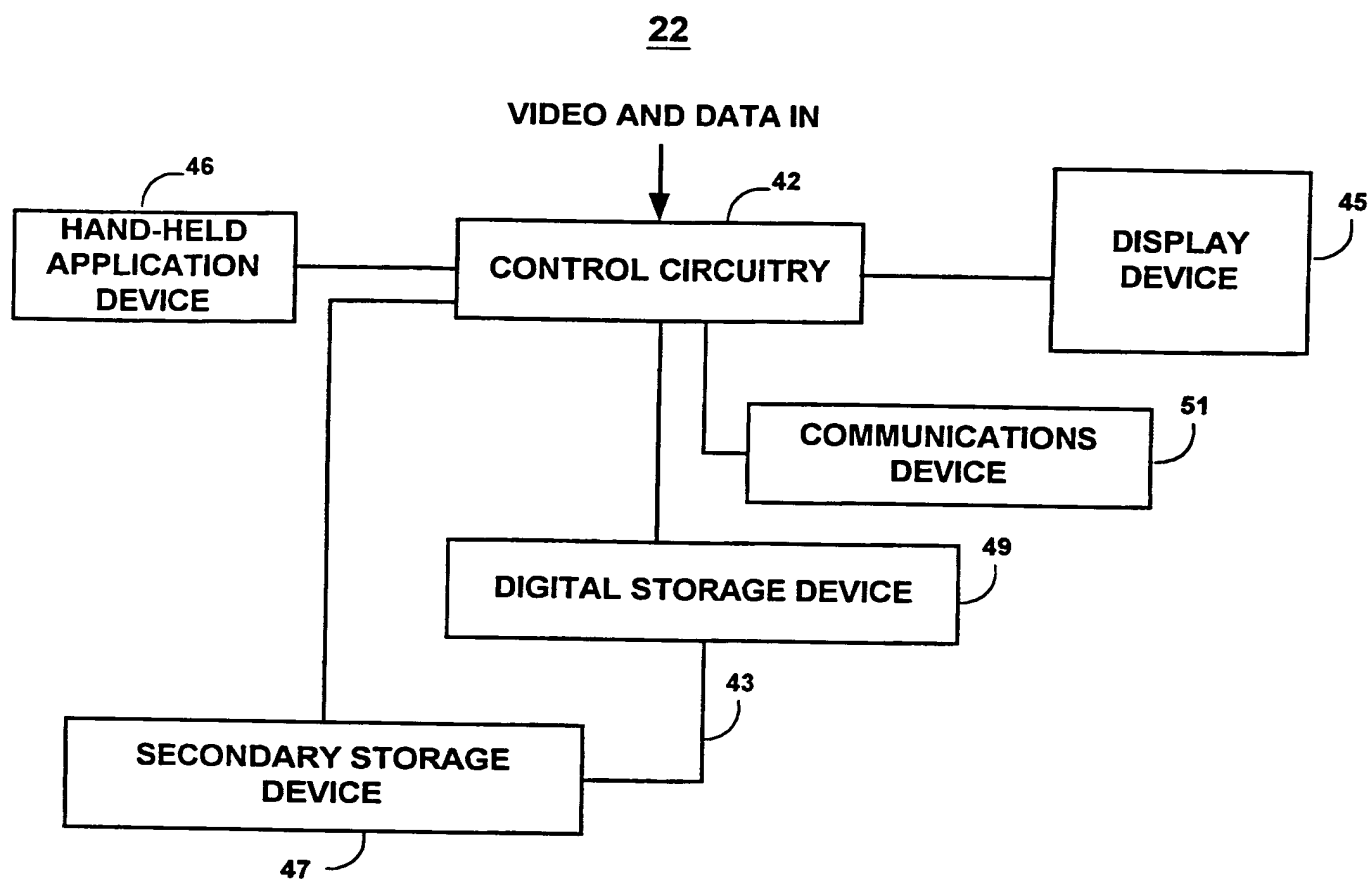 22
VIDEO AND DATA IN
46
42
45
HAND-HELD
APPLICATION
DEVICE
CONTROL CIRCUITRY
DISPLAY
DEVICE
51
COMMUNICATIONS
DEVICE
49
DIGITAL STORAGE DEVICE
43
SECONDARY STORAGE
DEVICE
47